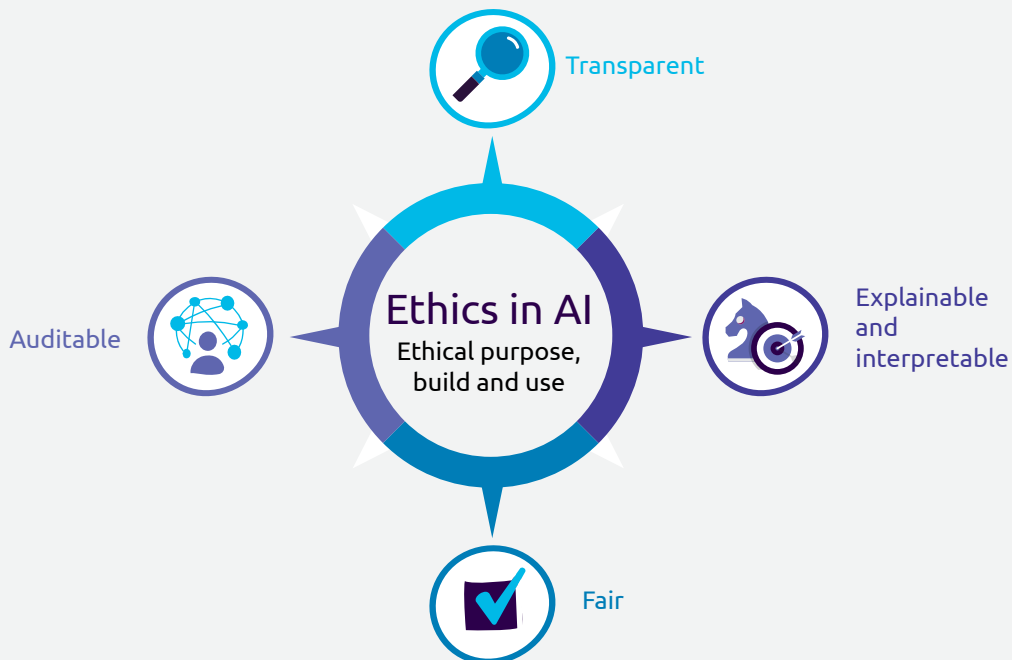 Transparent
Ethics in AI
Ethical purpose,
build and use
Auditable
Explainable
and
interpretable
Fair